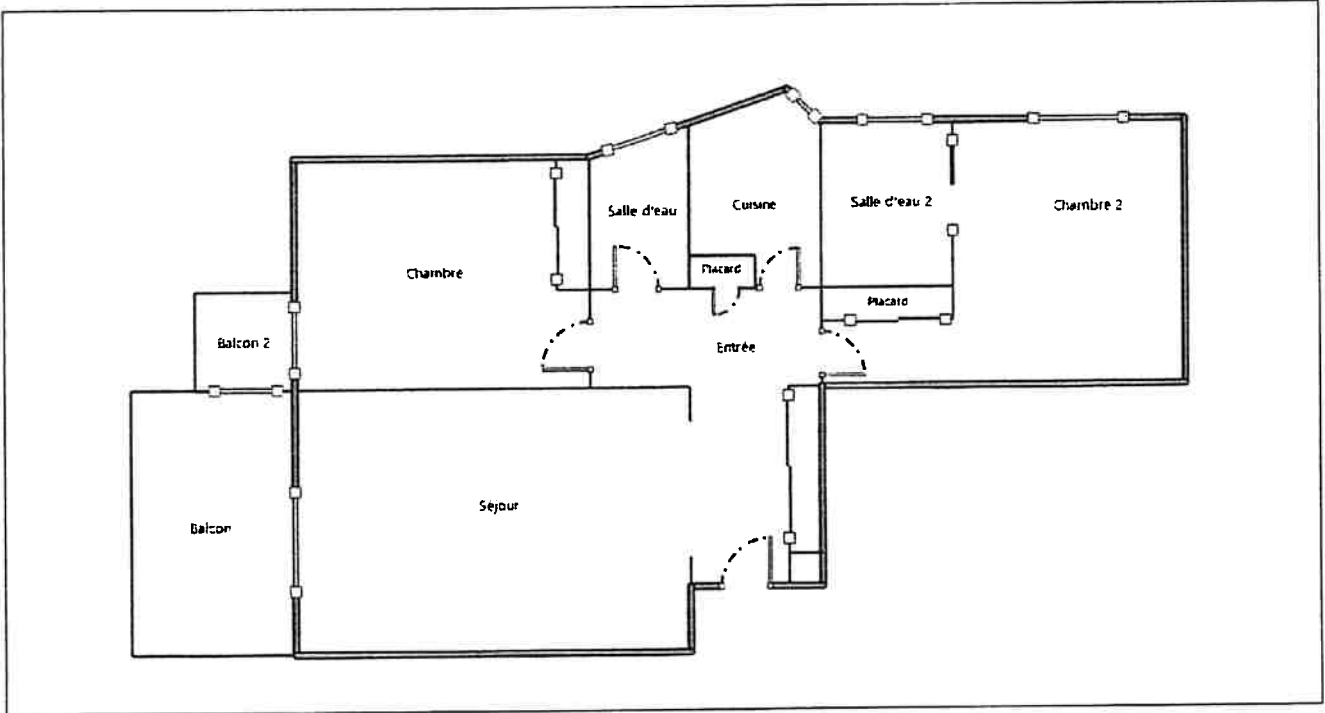 Salle d'eau
Cuisine
Salle d'eau 2
Chambre 2
Chambre
Placard
Placard
Balcon 2
Entrée
Séjour
Balcon